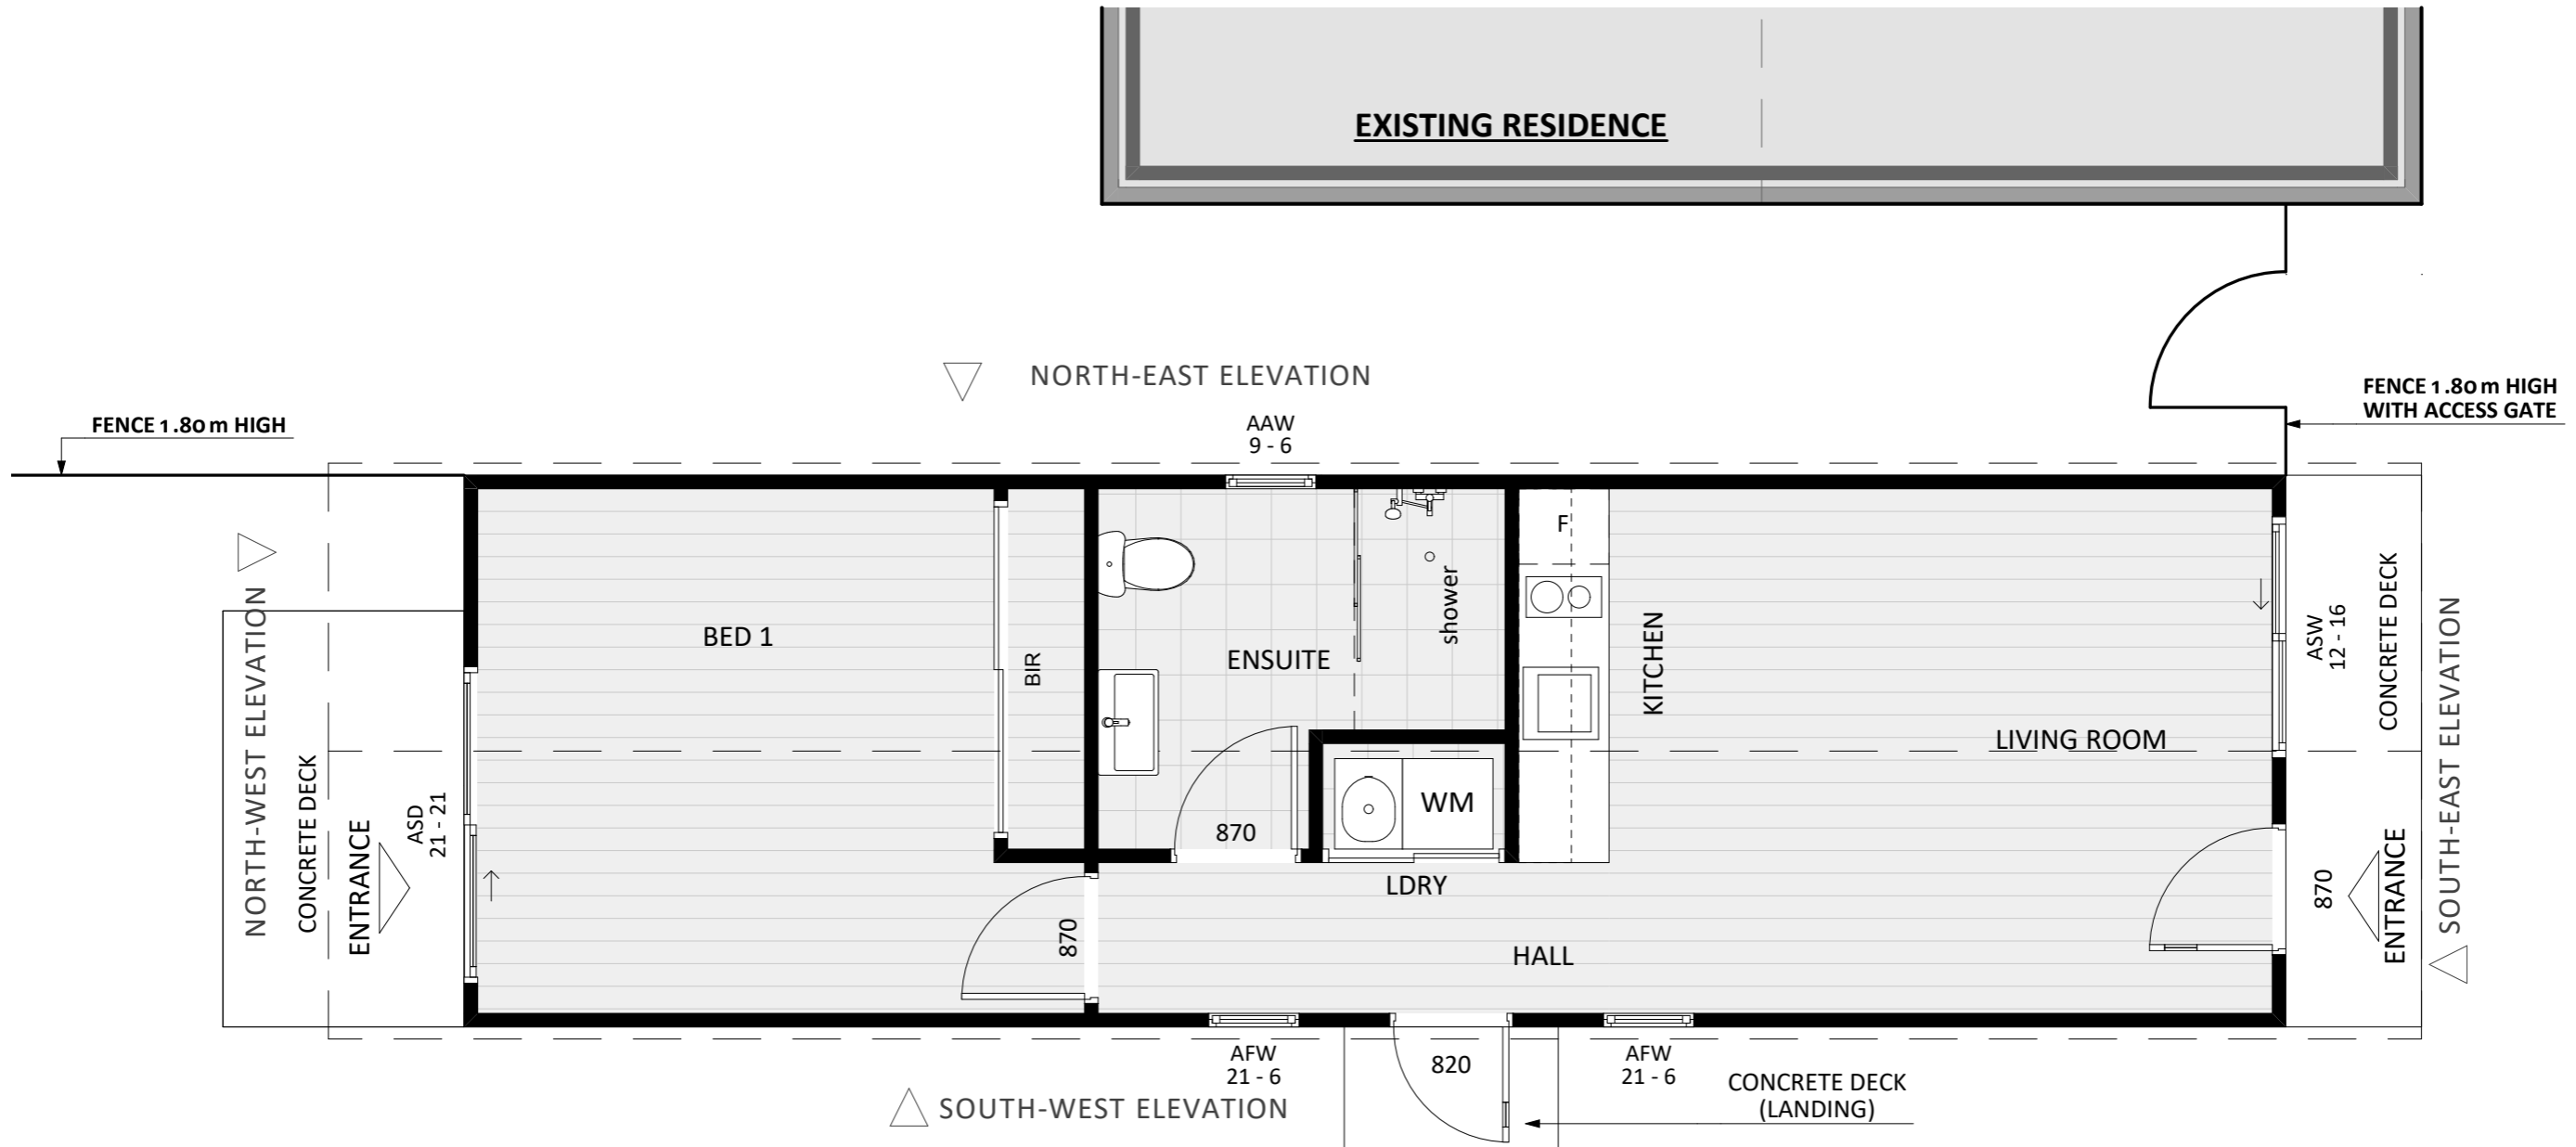 EXISTING RESIDENCE
NORTH-EAST ELEVATION
FENCE 1.80 m HIGH
WITH ACCESS GATE
FENCE 1.80 m HIGH
AAW
9 - 6
F
shower
BED 1
BIR
ENSUITE
KITCHEN
LIVING ROOM
ASW
12 - 16
CONCRETE DECK
SOUTH-EAST ELEVATION
NORTH-WEST ELEVATION
CONCRETE DECK
ENTRANCE
ASD
21 - 21
870
WM
LDRY
870
HALL
870
ENTRANCE
AFW
21 - 6
820
AFW
21 - 6
CONCRETE DECK
(LANDING)
SOUTH-WEST ELEVATION